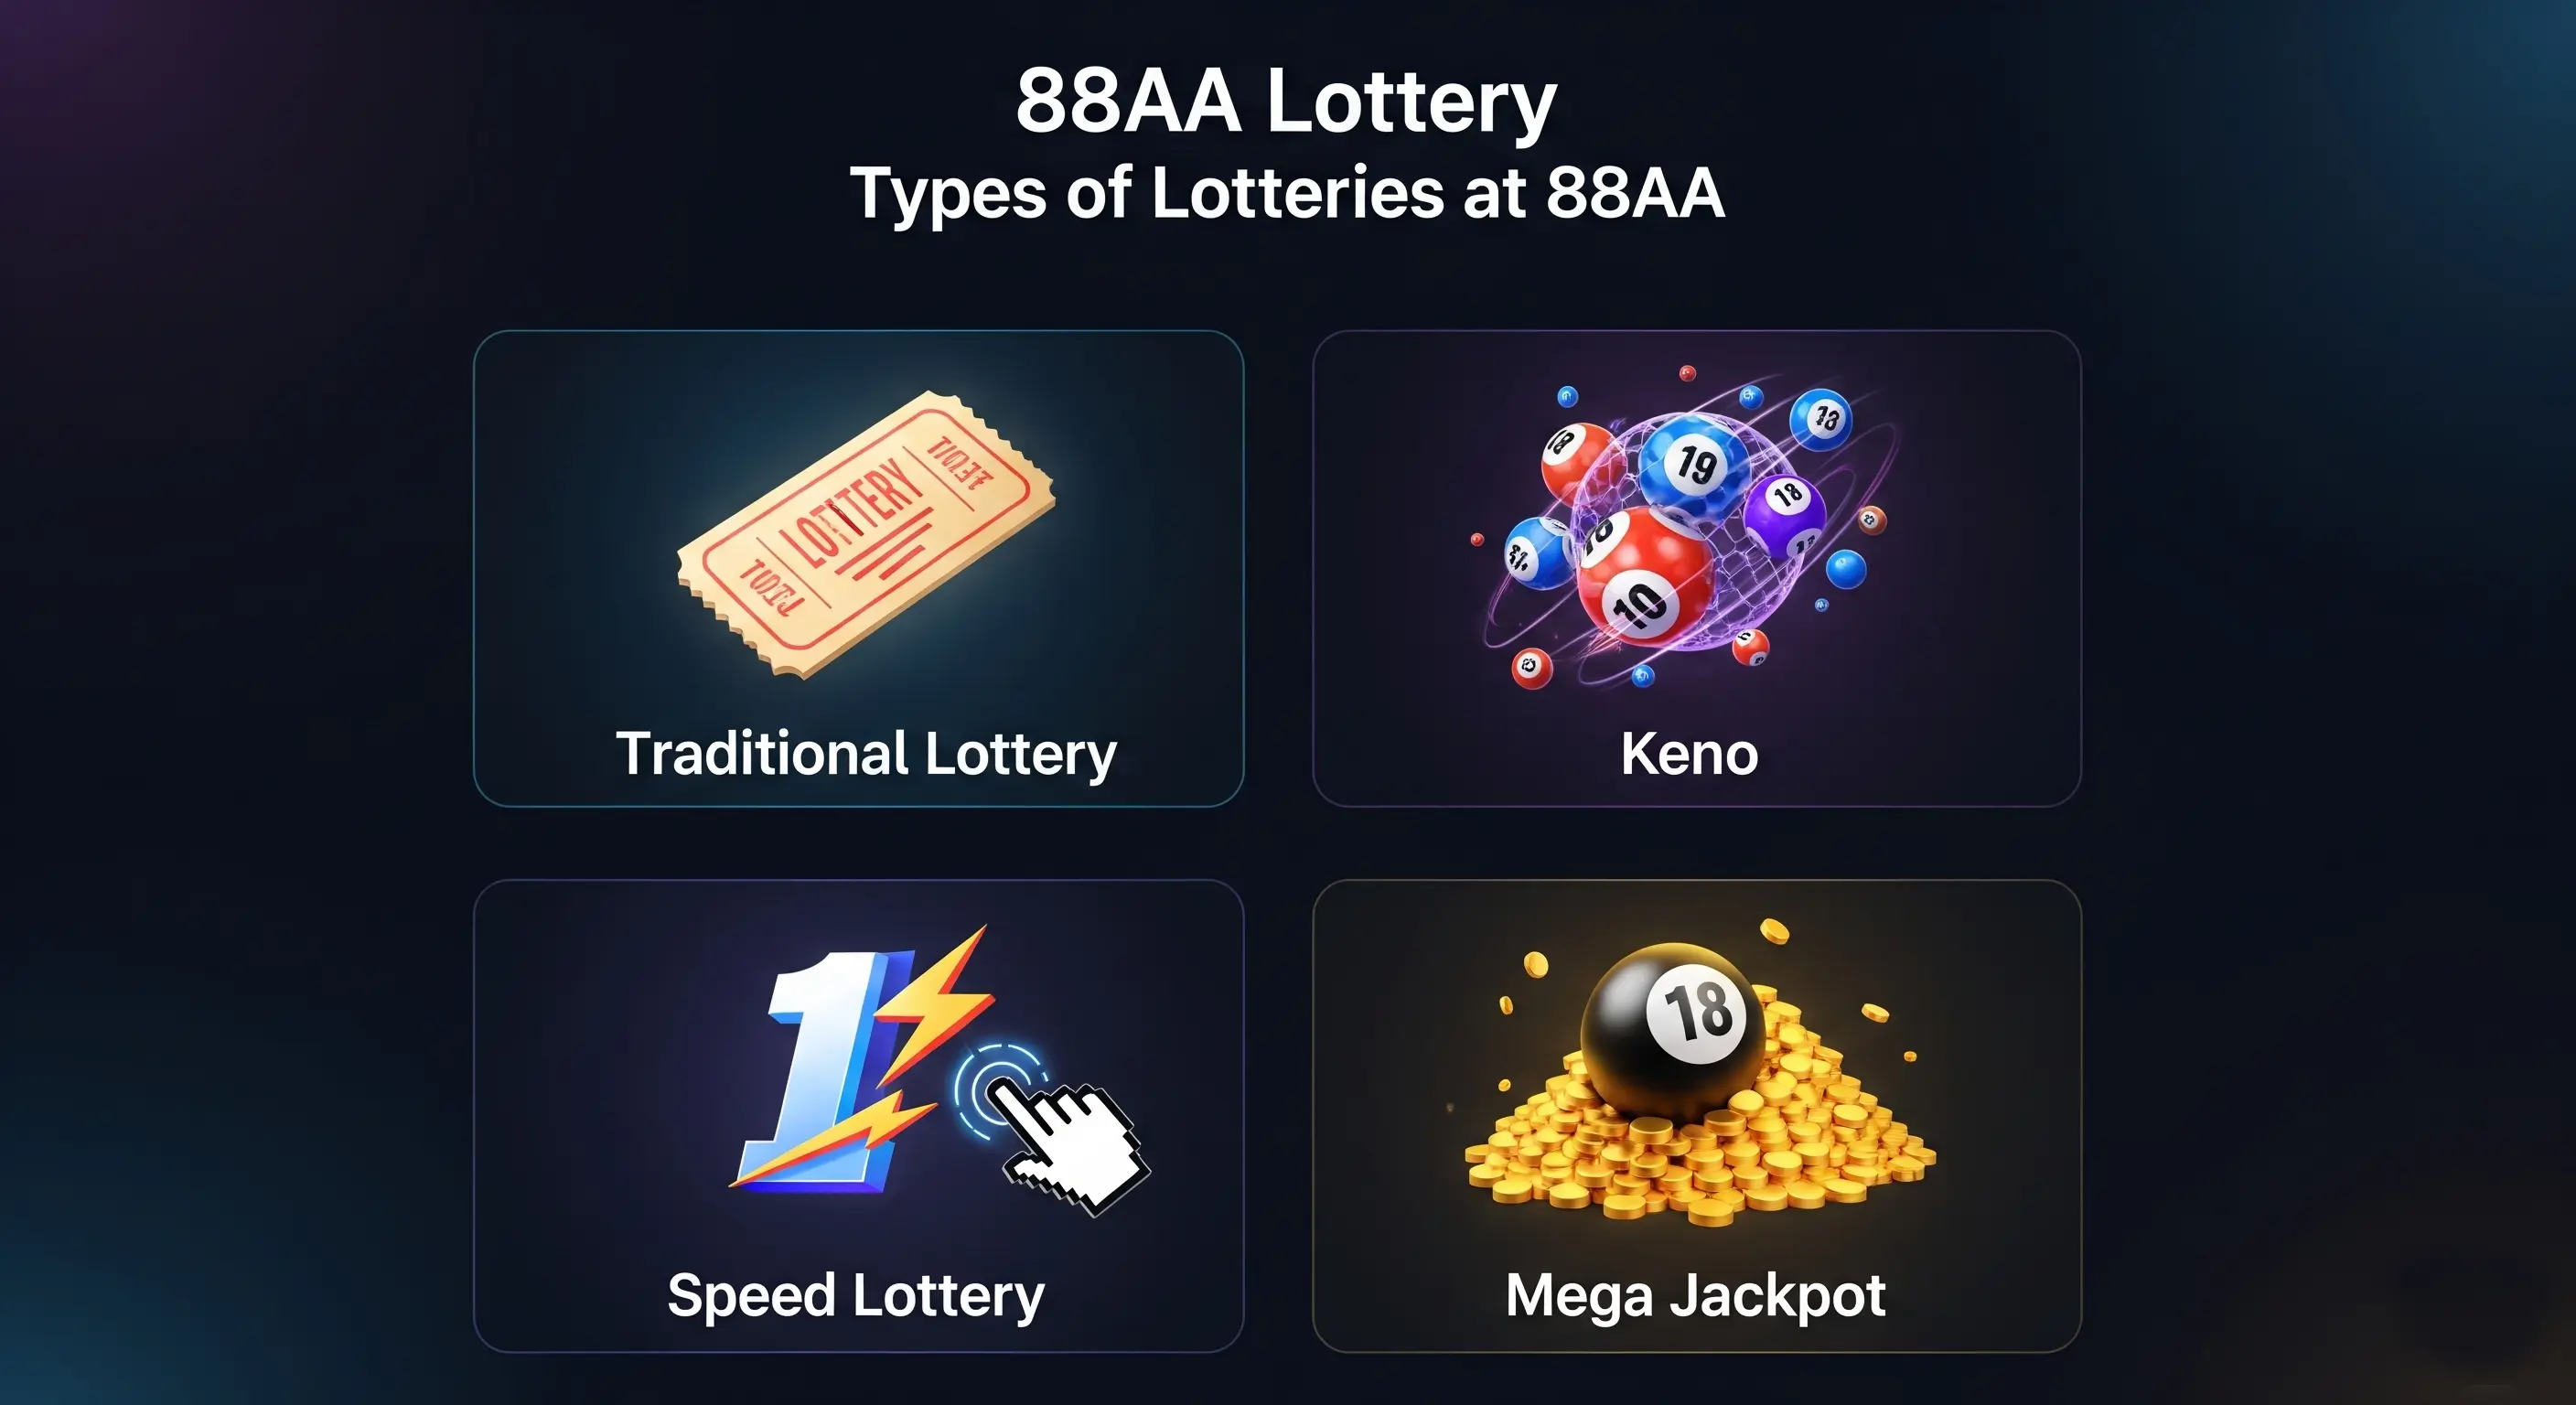 88AA Lottery
Types of Lotteries at 88AA
LOTTERY
18
19
18
18
10
Traditional Lottery
Keno
1
18
Speed Lottery
Mega Jackpot